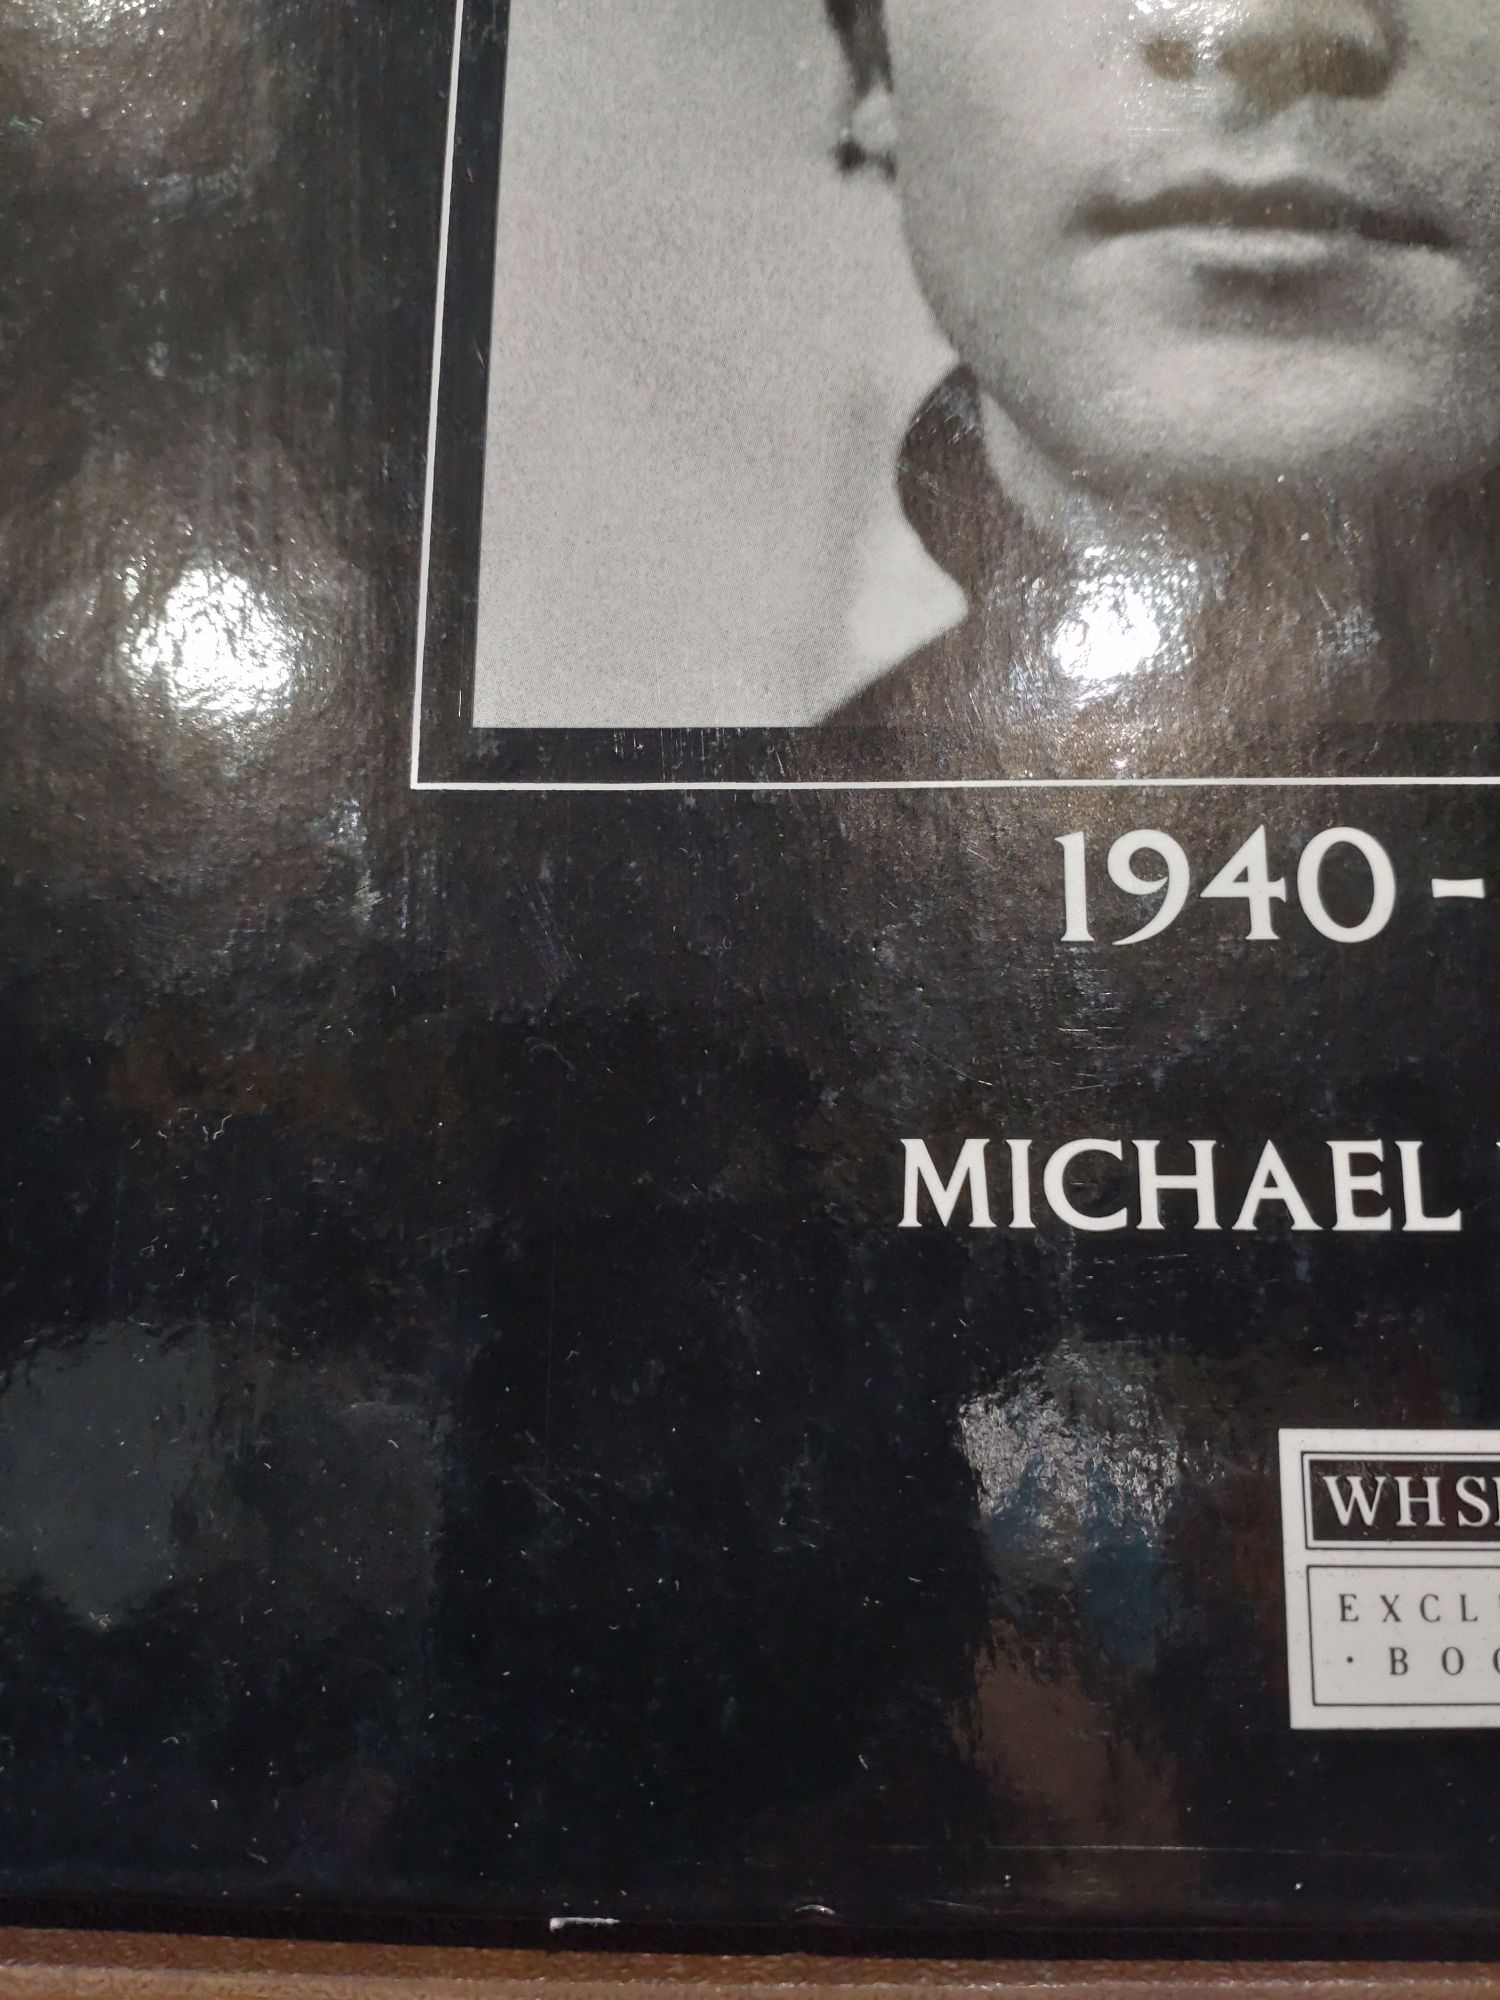 1940 -
MICHAEL
WHS
EXCL
· BO